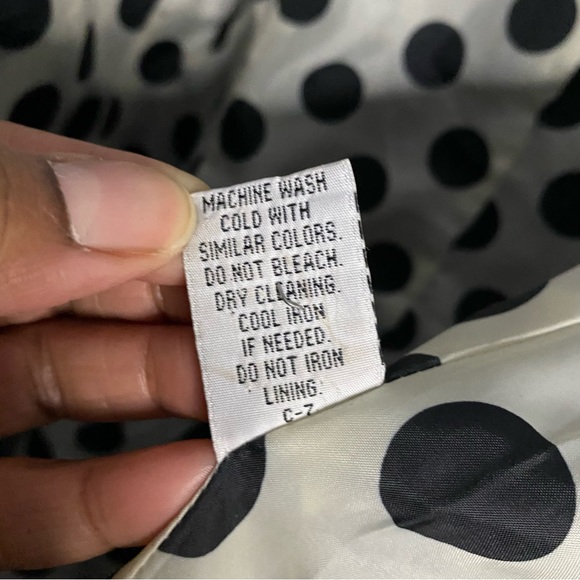 MACHINE WASH
COLD WITH
SIMILAR COLORS.
DO NOT BLEACH.
DRY CLEANING.
COOL IRON
IF NEEDED.
DO NOT IRON
LINING.
C-7